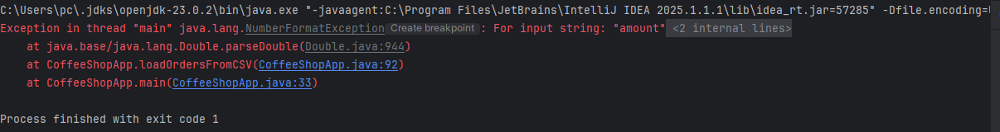 C:\Users\pc\.jdks\openjdk-23.0.2\bin\java.exe "-javaagent:C:\Program Files\JetBrains\IntelliJ IDEA 2025.1.1.1\lib\idea_rt.jar=57285" -Dfile.encoding=
Exception in thread "main" java.lang.NumberFormatException Create breakpoint : For input string: "amount" <2 internal lines>
at java.base/java.lang.Double.parseDouble(Double.java:944)
at CoffeeShopApp.loadOrdersFromCSV(CoffeeShopApp.java:92)
at CoffeeShopApp.main(CoffeeShopApp.java:33)
Process finished with exit code 1